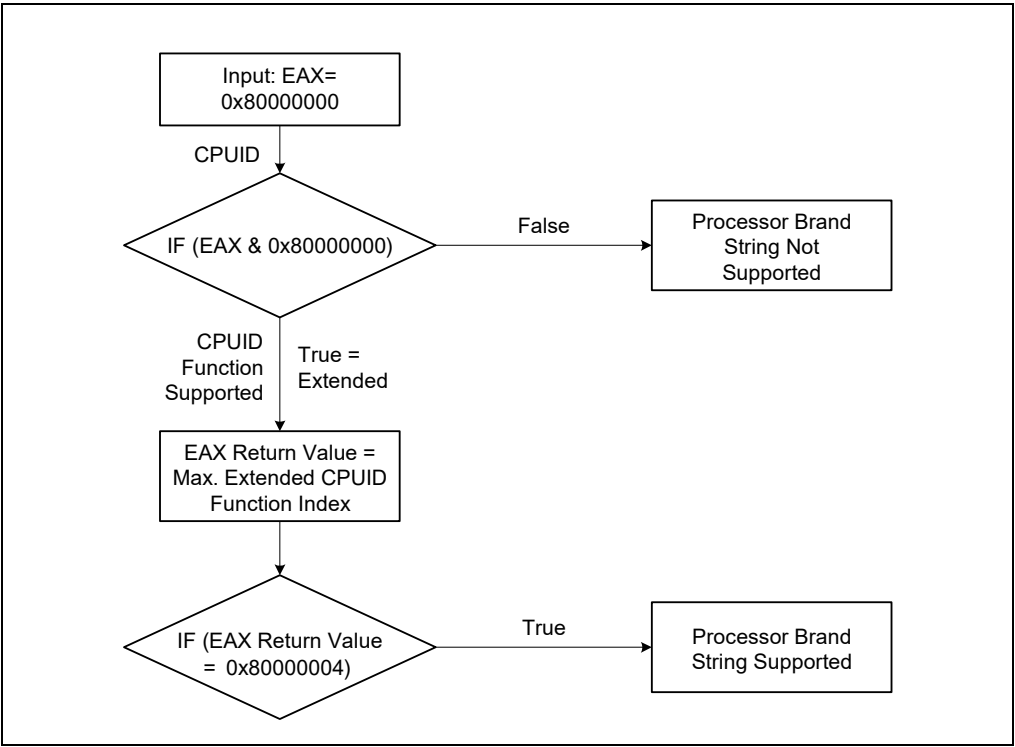 Input: EAX=
0x80000000
CPUID
IF (EAX & 0x80000000)
False
Processor Brand
String Not
Supported
CPUID
Function
Supported
True =
Extended
EAX Return Value =
Max. Extended CPUID
Function Index
IF (EAX Return Value
= 0x80000004)
True
Processor Brand
String Supported